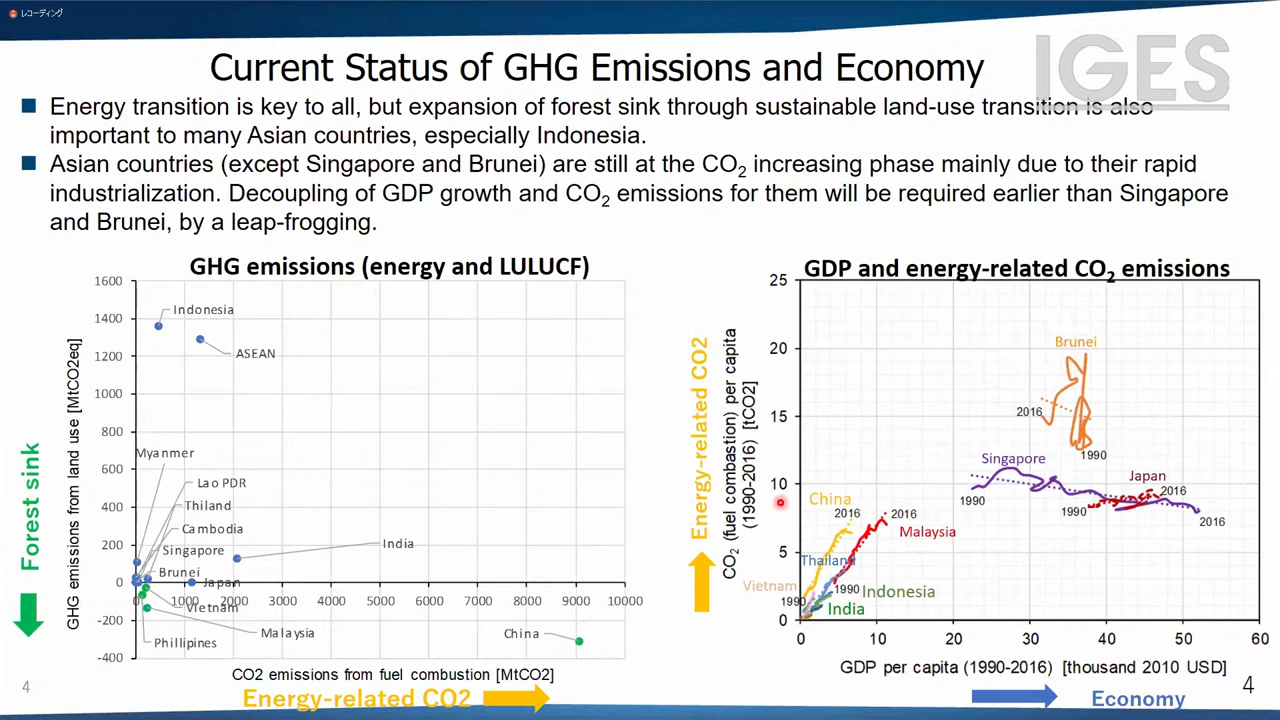 レコーディング
IGES
Current Status of GHG Emissions and Economy
Energy transition is key to all, but expansion of forest sink through sustainable land-use transition is also
important to many Asian countries, especially Indonesia.
Asian countries (except Singapore and Brunei) are still at the CO2 increasing phase mainly due to their rapid
industrialization. Decoupling of GDP growth and CO2 emissions for them will be required earlier than Singapore
and Brunei, by a leap-frogging.
GHG emissions (energy and LULUCF)
1600
1400
1200
1000
800
600
400
200
0
-200
-400
GHG emissions from land use [MtCO2eq]
Forest sink
Indonesia
ASEAN
Myanmer
Lao PDR
Thiland
Cambodia
Singapore
India
Brunei
Japan
Vietnam
Malaysia
Phillipines
China
0 1000 2000 3000 4000 5000 6000 7000 8000 9000 10000
CO2 emissions from fuel combustion [MtCO2]
Energy-related CO2
GDP and energy-related CO2 emissions
25
20
15
10
5
0
Energy-related CO2
CO2 (fuel combastion) per capita
(1990-2016) [tCO2]
Brunei
2016
1990
Singapore
1990
2016
Japan
2016
1990
China
2016
2016
Malaysia
Thailand
Vietnam
1990
1990
Indonesia
India
0 10 20 30 40 50 60
GDP per capita (1990-2016) [thousand 2010 USD]
Economy
4
4